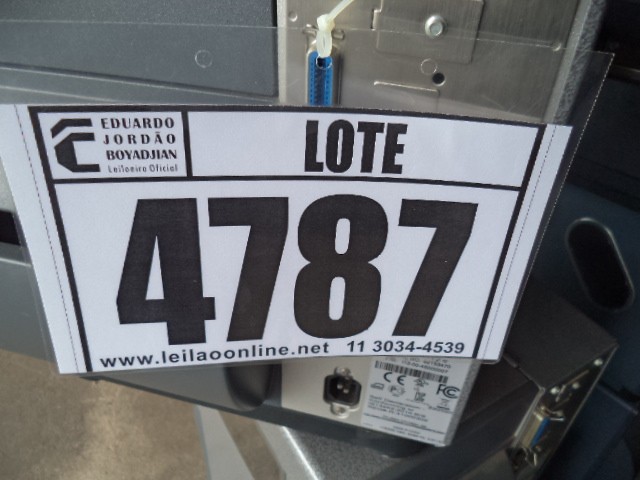 EDUARDO
JORDÃO
BOYADJIAN
Leiloeiro Oficial
LOTE
4787
www.leilaoonline.net 11 3034-4539